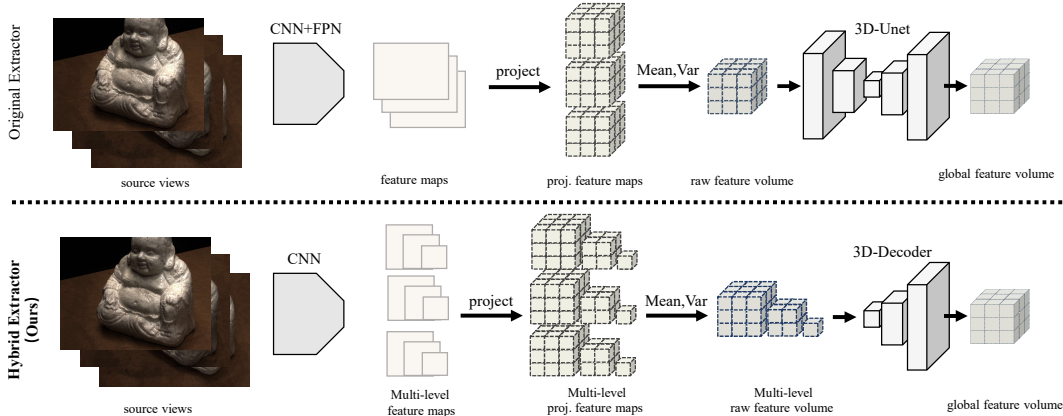 Original Extractor
CNN+FPN
project
Mean,Var
3D-Unet
source views
feature maps
proj. feature maps
raw feature volume
global feature volume
Hybrid Extractor
(Ours)
CNN
project
Mean,Var
3D-Decoder
source views
Multi-level
feature maps
Multi-level
proj. feature maps
Multi-level
raw feature volume
global feature volume